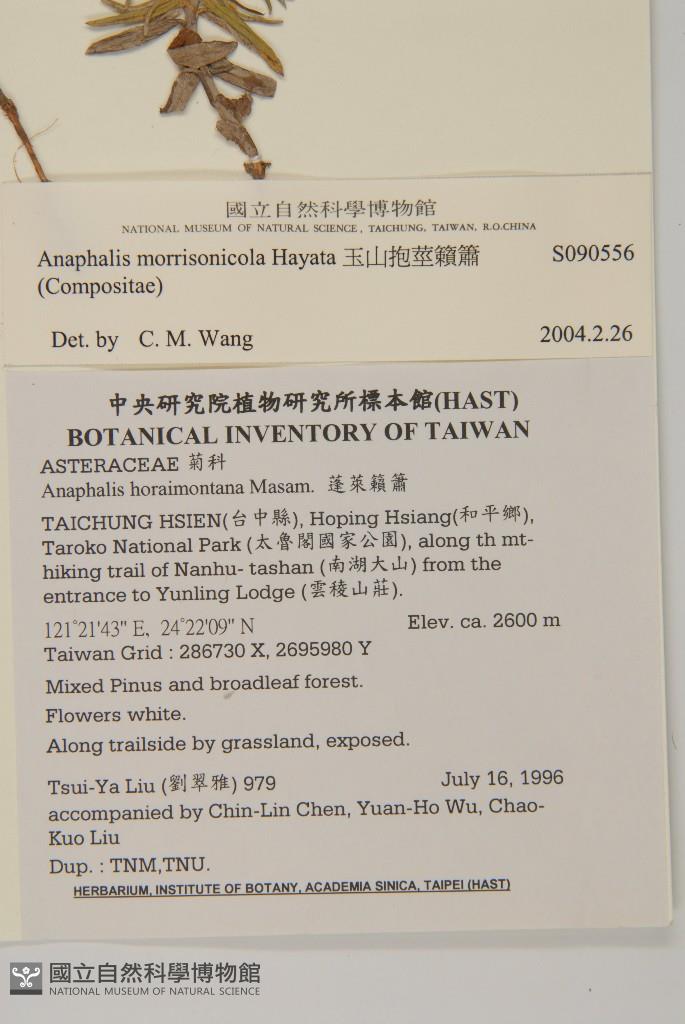 國立自然科學博物館
NATIONAL MUSEUM OF NATURAL SCIENCE, TAICHUNG, TAIWAN, R.O.CHINA
Anaphalis morrisonicola Hayata 玉山抱莖籟簫 S090556
(Compositae)
Det. by C. M. Wang 2004.2.26
中央研究院植物研究所標本館(HAST)
BOTANICAL INVENTORY OF TAIWAN
ASTERACEAE 菊科
Anaphalis horaimontana Masam. 蓬萊籟簫
TAICHUNG HSIEN(台中縣), Hoping Hsiang(和平鄉),
Taroko National Park (太魯閣國家公園), along th mt-
hiking trail of Nanhu- tashan (南湖大山) from the
entrance to Yunling Lodge (雲稜山莊).
121°21'43" E, 24°22'09" N Elev. ca. 2600 m
Taiwan Grid : 286730 X, 2695980 Y
Mixed Pinus and broadleaf forest.
Flowers white.
Along trailside by grassland, exposed.
Tsui-Ya Liu (劉翠雅) 979 July 16, 1996
accompanied by Chin-Lin Chen, Yuan-Ho Wu, Chao-
Kuo Liu
Dup. : TNM,TNU.
HERBARIUM, INSTITUTE OF BOTANY, ACADEMIA SINICA, TAIPEI (HAST)
國立自然科學博物館
NATIONAL MUSEUM OF NATURAL SCIENCE